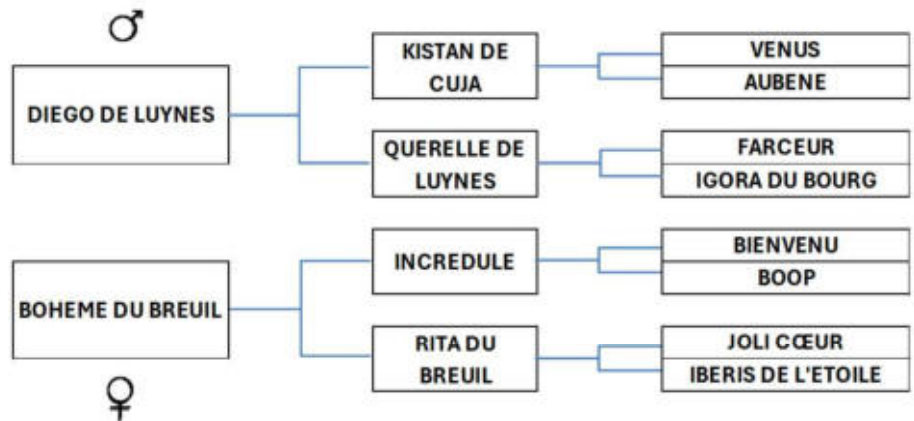 DIEGO DE LUYNES
KISTAN DE
CUJA
VENUS
AUBENE
QUERELLE DE
LUYNES
FARCEUR
IGORA DU BOURG
BOHEME DU BREUIL
INCREDULE
BIENVENU
BOOP
RITA DU
BREUIL
JOLI CŒUR
IBERIS DE L'ETOILE